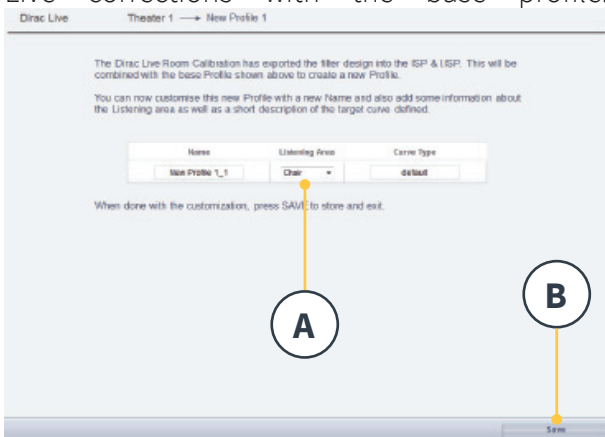 Live corrections with the base profile.
Dirac Live Theater 1 → New Profile 1
The Dirac Live Room Calibration has exported the filter design into the ISP & LISP. This will be
combined with the base Profile shown above to create a new Profile.
You can now customise this new Profile with a new Name and also add some information about
the Listening area as well as a short description of the target curve defined.
Name Listening Area Curve Type
New Profile 1_1 Chair default
When done with the customization, press SAVE to store and exit.
A
B
Save